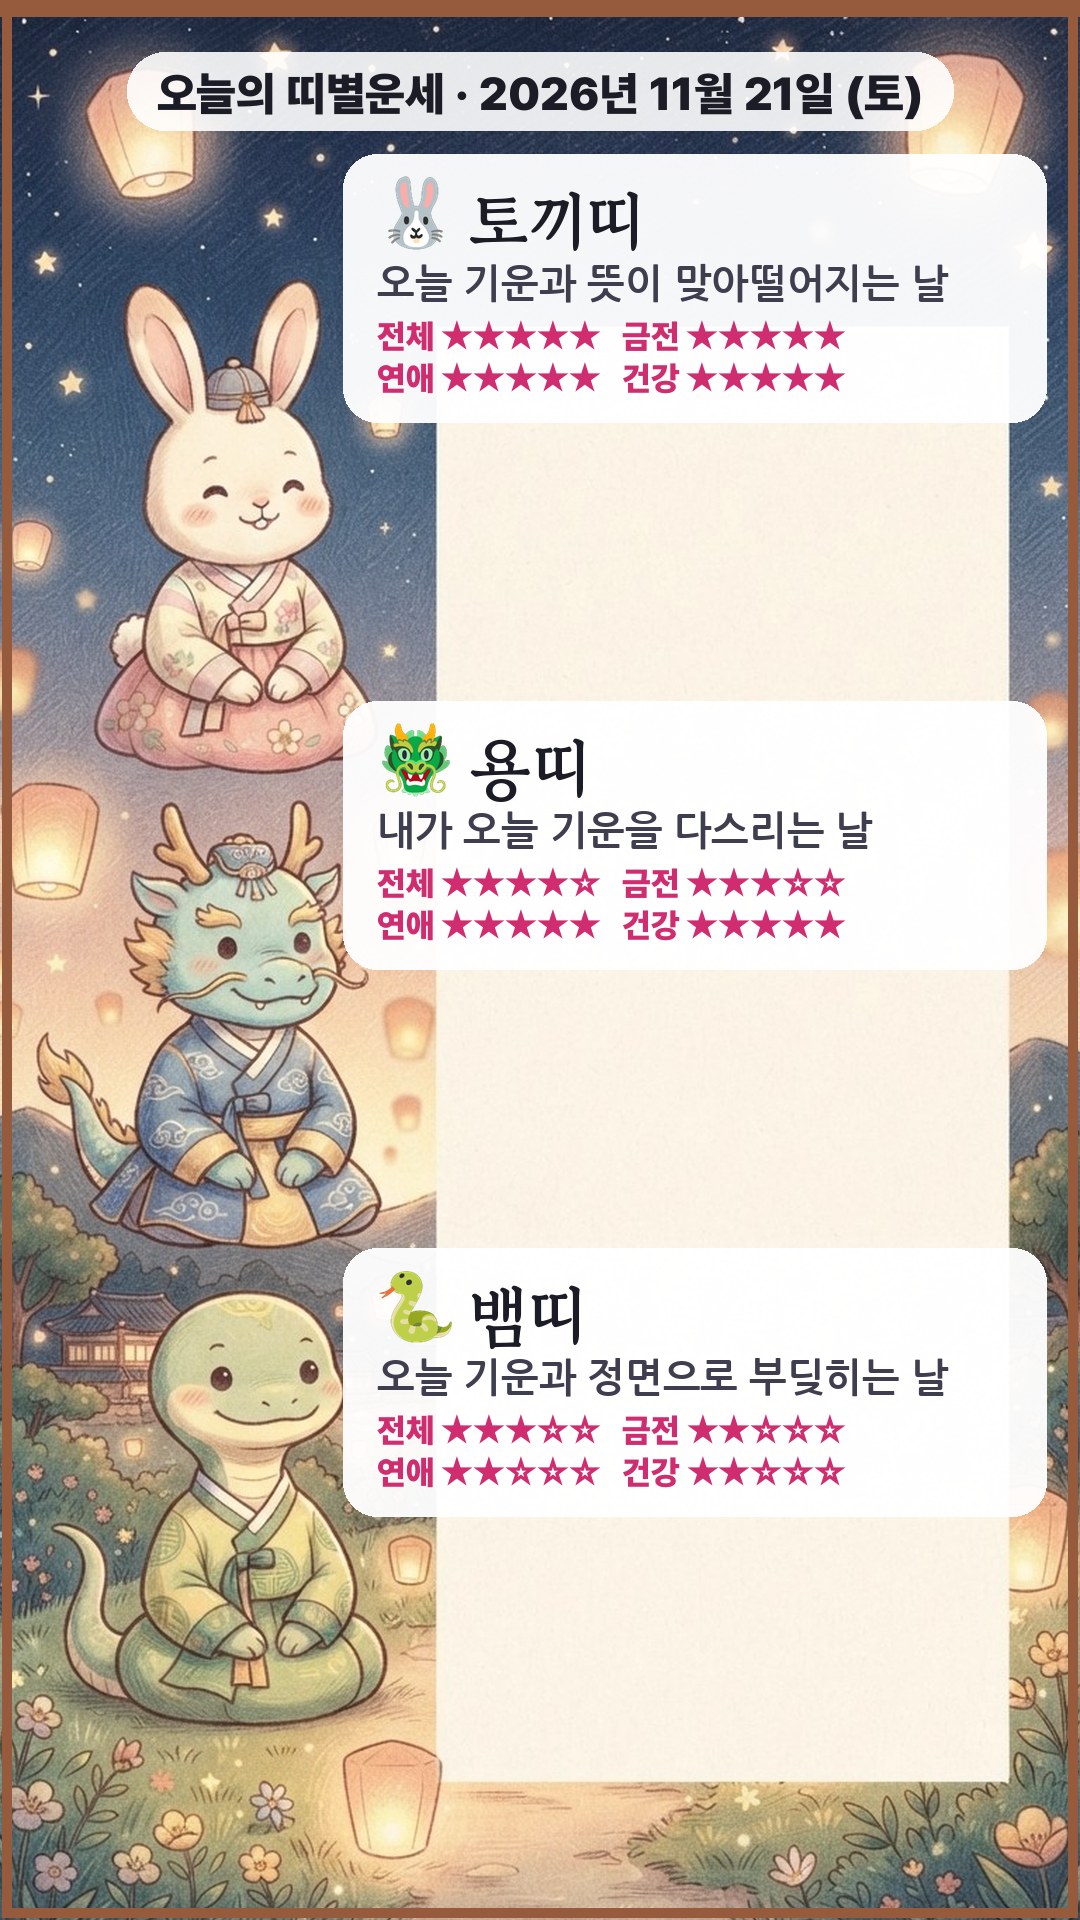 오늘의 띠별운세 · 2026년 11월 21일 (토)
토끼띠
오늘 기운과 뜻이 맞아떨어지는 날
전체 ★★★★★ 금전 ★★★★★
연애 ★★★★★ 건강 ★★★★★
용띠
내가 오늘 기운을 다스리는 날
전체 ★★★★☆ 금전 ★★★☆☆
연애 ★★★★★ 건강 ★★★★★
뱀띠
오늘 기운과 정면으로 부딪히는 날
전체 ★★★☆☆ 금전 ★★☆☆☆
연애 ★★☆☆☆ 건강 ★★☆☆☆